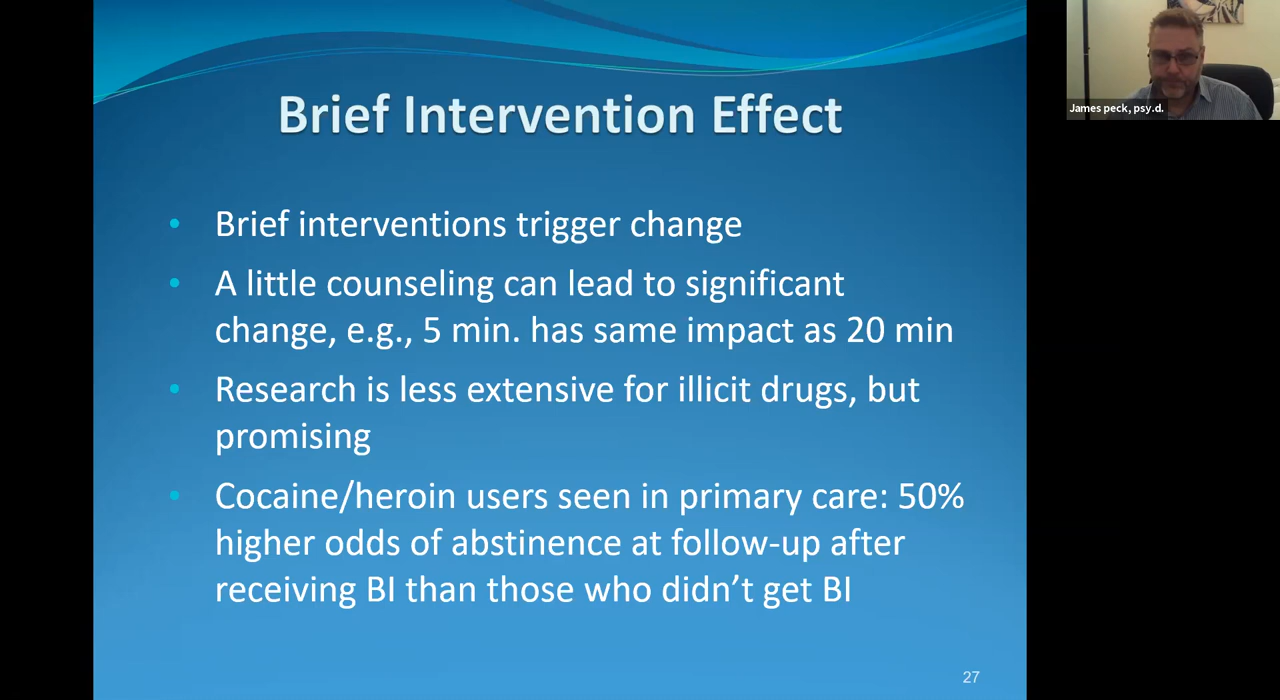 Brief Intervention Effect
• Brief interventions trigger change
• A little counseling can lead to significant
change, e.g., 5 min. has same impact as 20 min
• Research is less extensive for illicit drugs, but
promising
• Cocaine/heroin users seen in primary care: 50%
higher odds of abstinence at follow-up after
receiving BI than those who didn’t get BI
27
James peck, psy.d.